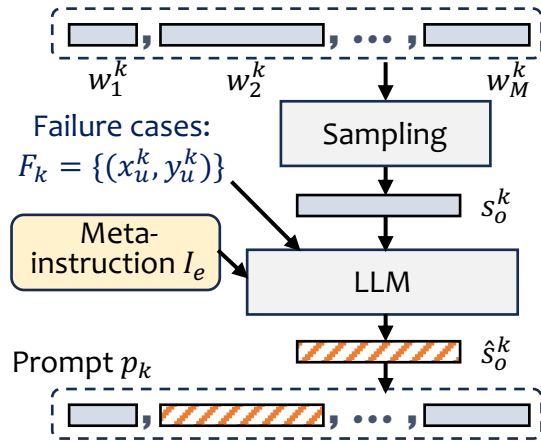 , , ... ,
w_1^k w_2^k w_M^k
Failure cases:
F_k = {(x_u^k, y_u^k)}
Sampling
s_o^k
Meta-
instruction I_e
LLM
ŝ_o^k
Prompt p_k
, , ... ,